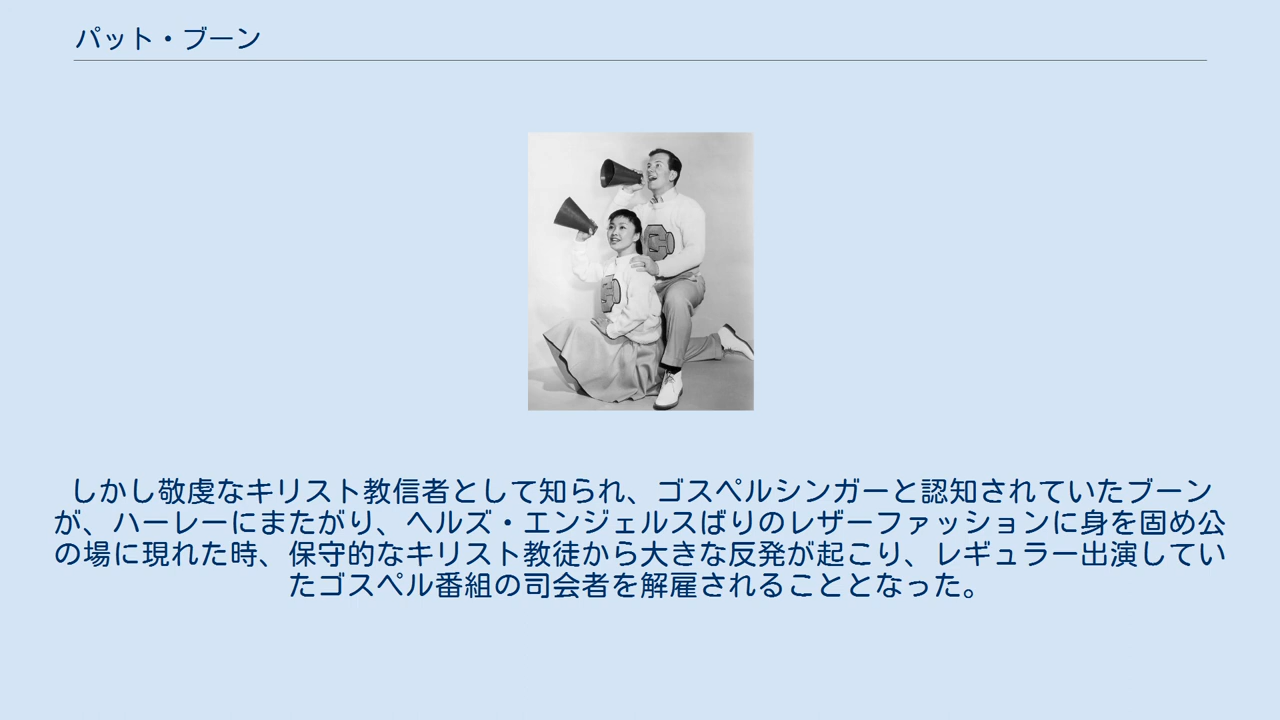 パット・ブーン
しかし敬虔なキリスト教信者として知られ、ゴスペルシンガーと認知されていたブーン
が、ハーレーにまたがり、ヘルズ・エンジェルスばりのレザーファッションに身を固め公
の場に現れた時、保守的なキリスト教徒から大きな反発が起こり、レギュラー出演してい
たゴスペル番組の司会者を解雇されることとなった。